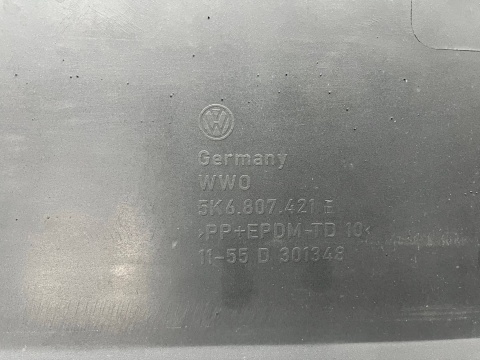 Germany
WWO
5K6.807.421 E
>PP+EPDM-TD 10<
11-55 D 301348